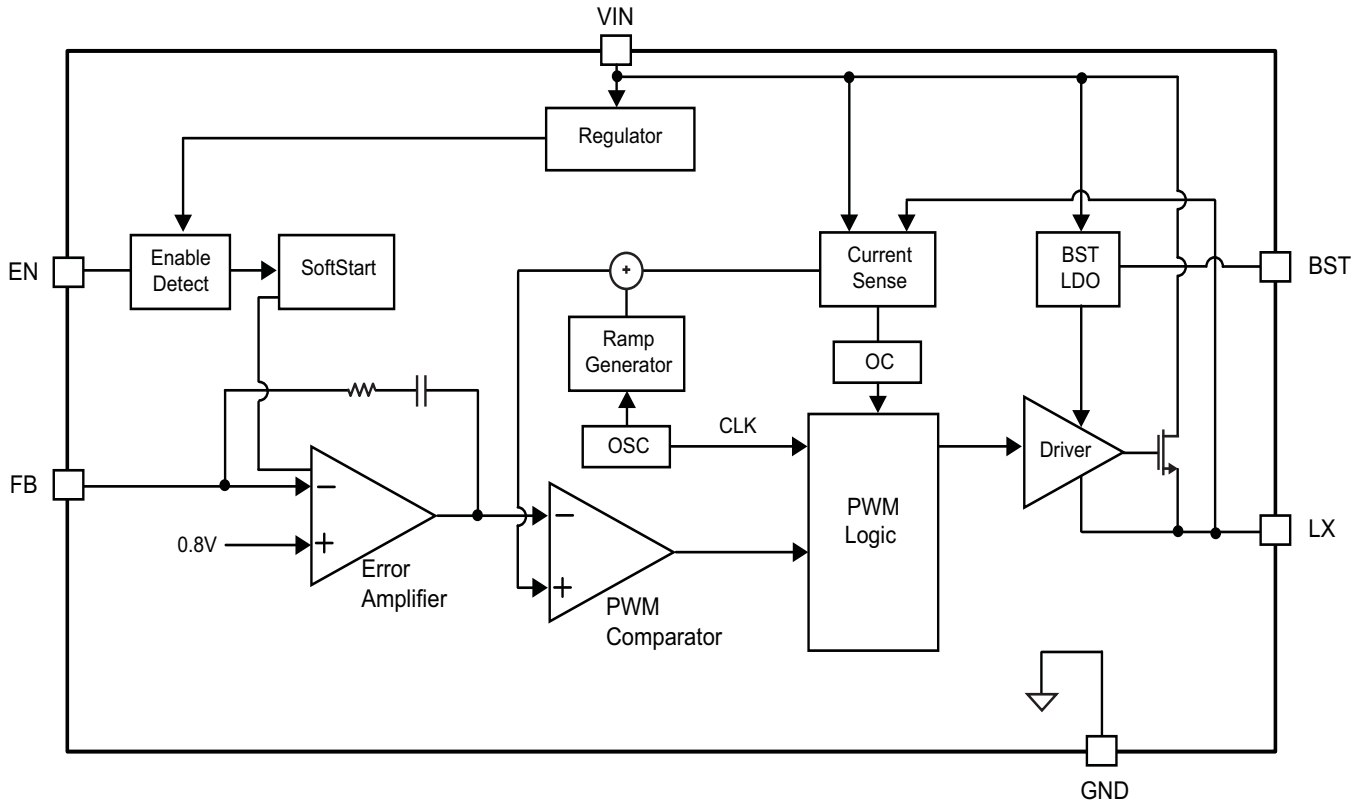 VIN
Regulator
EN
Enable
Detect
SoftStart
+
Current
Sense
BST
LDO
BST
Ramp
Generator
OC
OSC
CLK
Driver
FB
−
+
0.8V
Error
Amplifier
−
+
PWM
Comparator
PWM
Logic
LX
GND